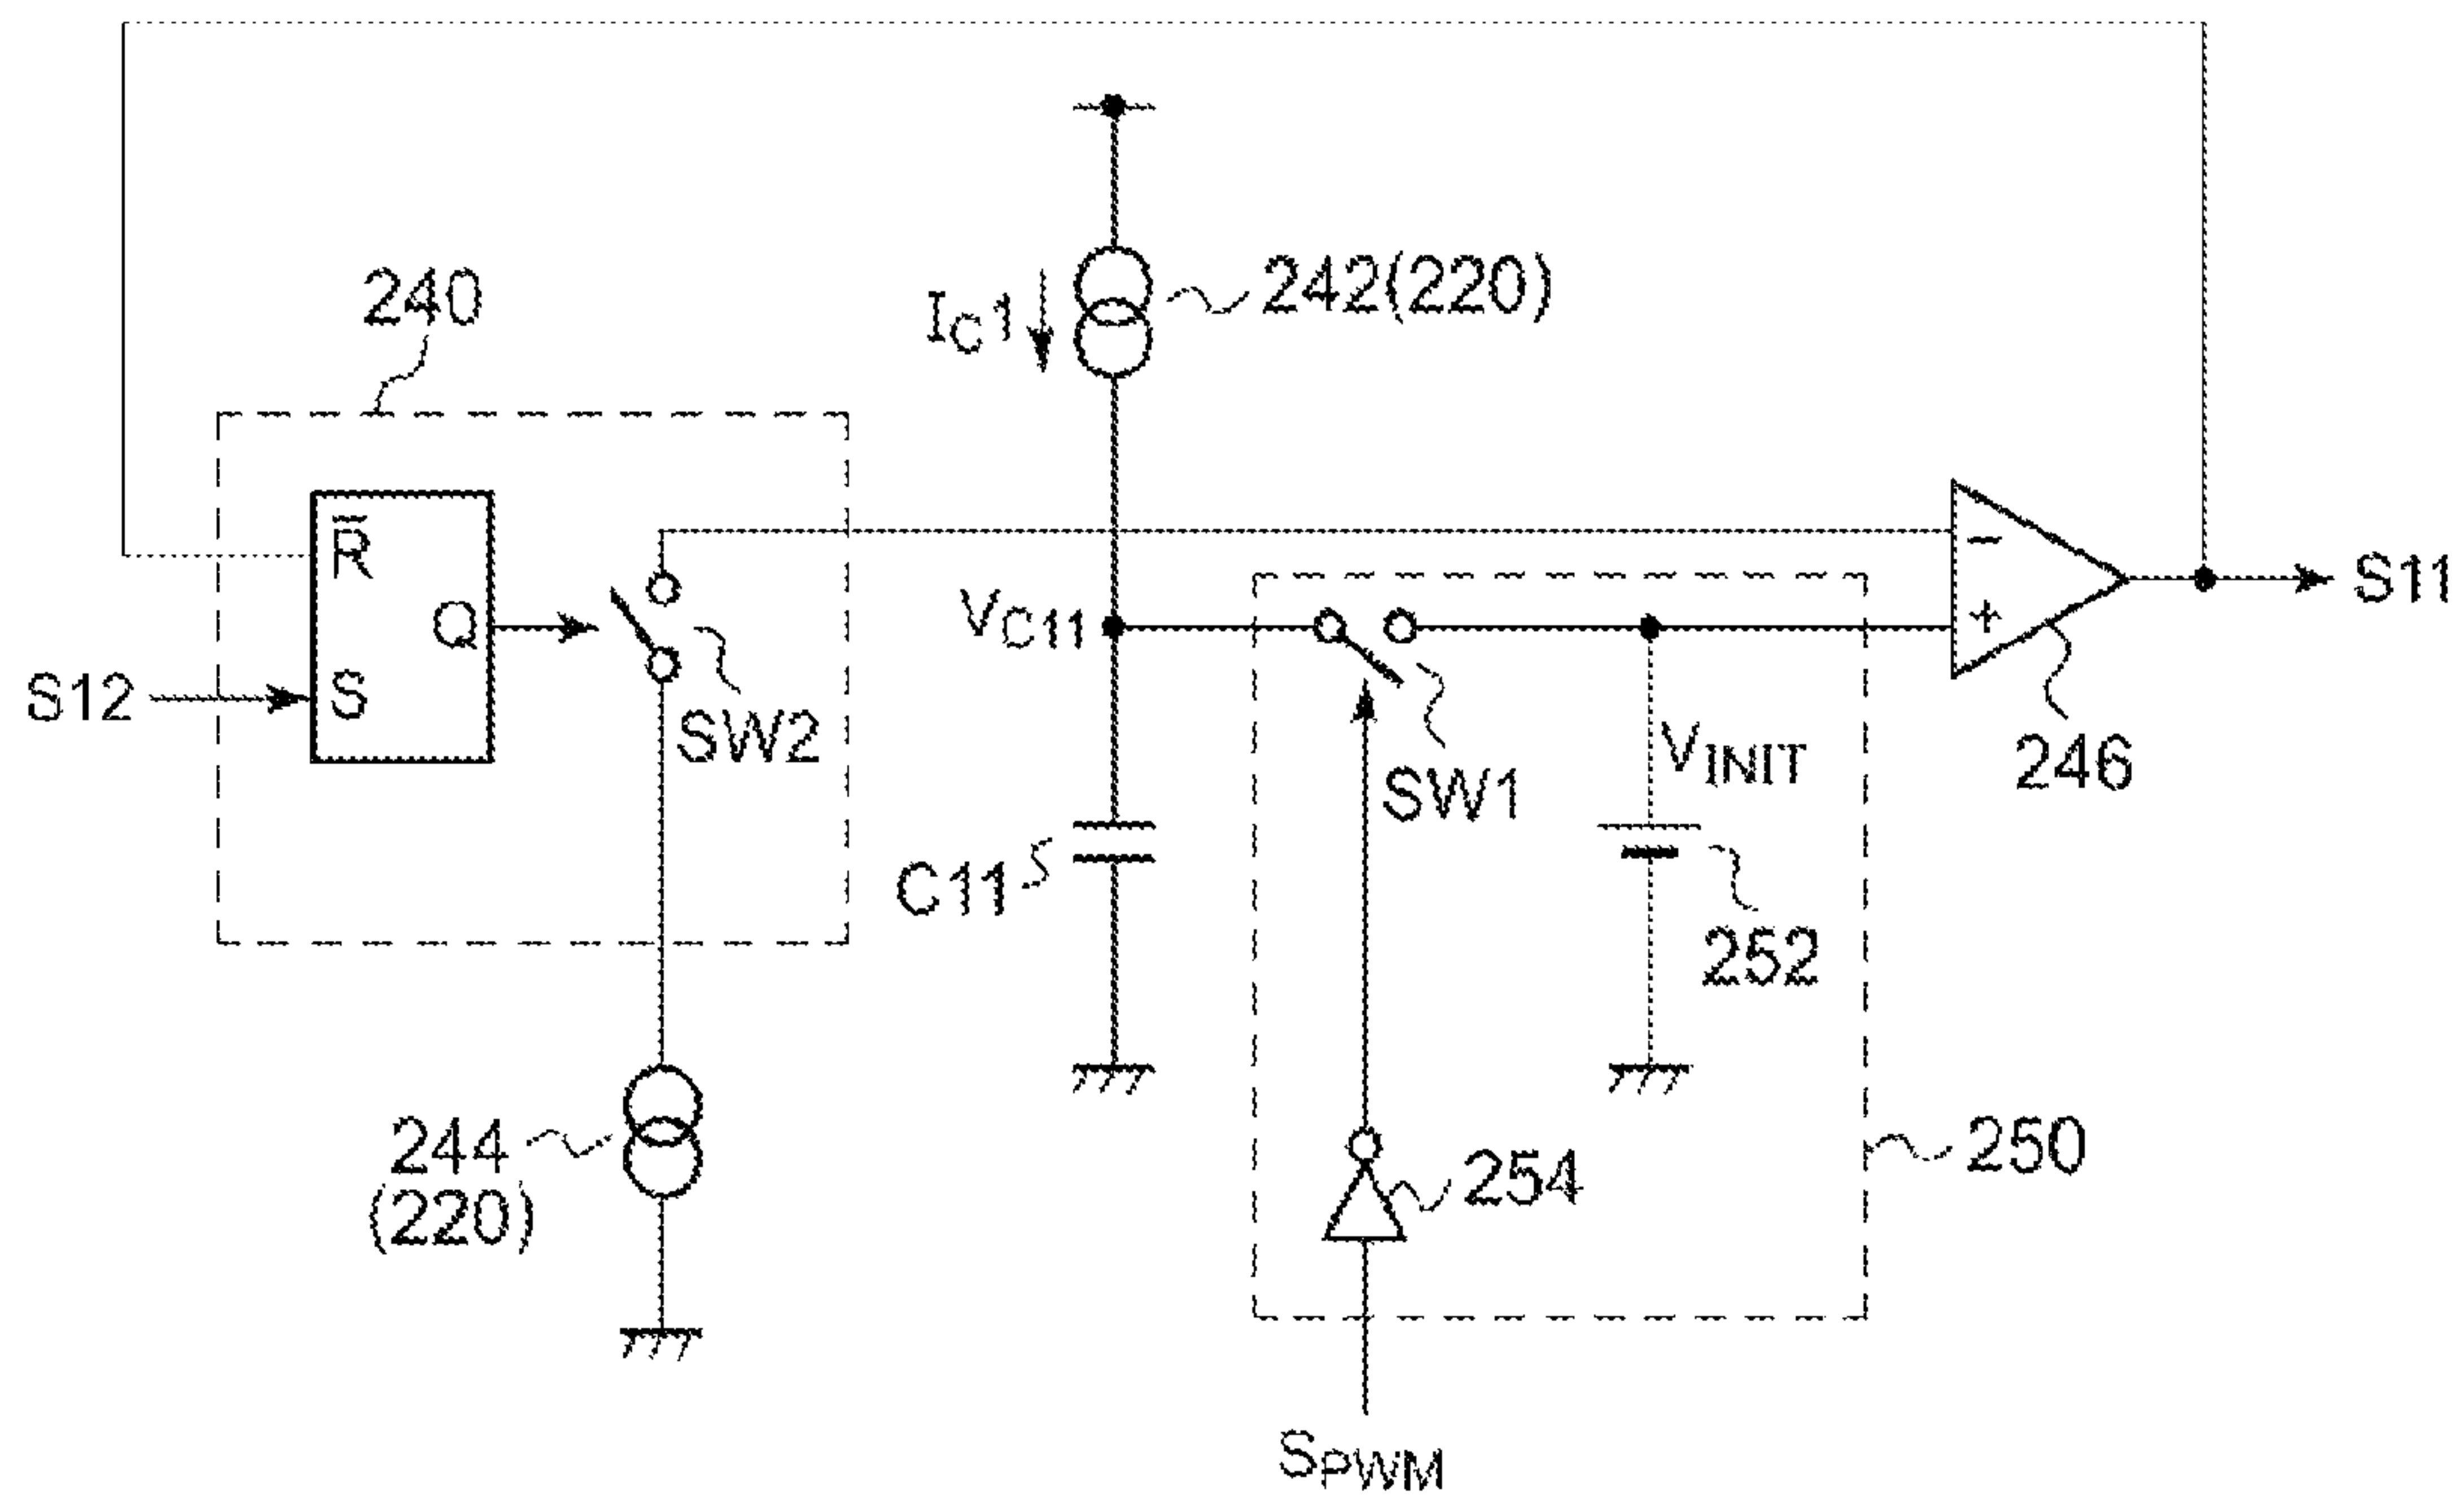 240
I_C1
242(220)
R̅
Q
S
S12
SW2
V_C11
−
+
S11
246
SW1
V_INIT
C11
252
244
(220)
254
250
S_PWM